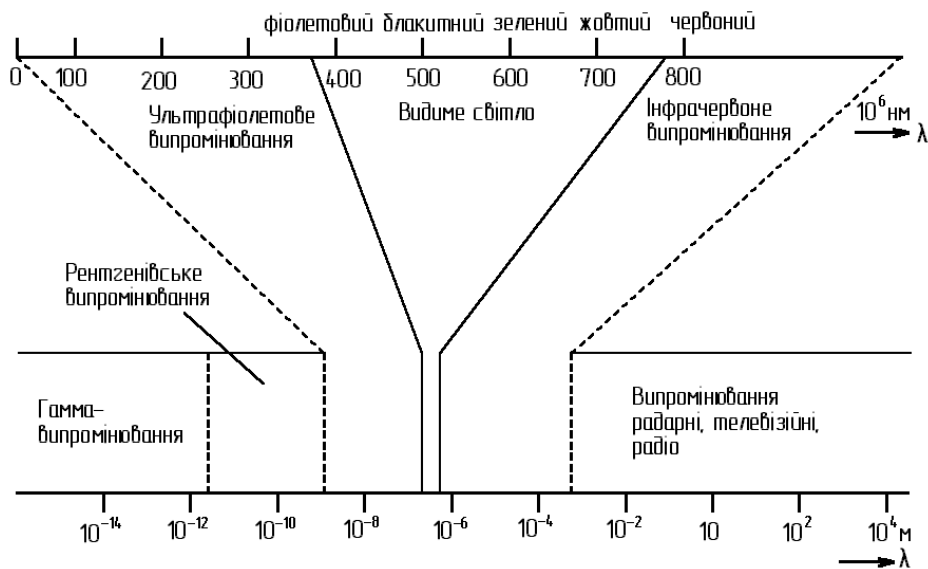 фіолетовий блакитний зелений жовтий червоний
0 100 200 300 400 500 600 700 800
10⁶ нм
λ
Ультрафіолетове
випромінювання
Видиме світло
Інфрачервоне
випромінювання
Рентгенівське
випромінювання
Гамма-
випромінювання
Випромінювання
радарні, телевізійні,
радіо
10⁻¹⁴ 10⁻¹² 10⁻¹⁰ 10⁻⁸ 10⁻⁶ 10⁻⁴ 10⁻² 10 10² 10⁴ м
λ